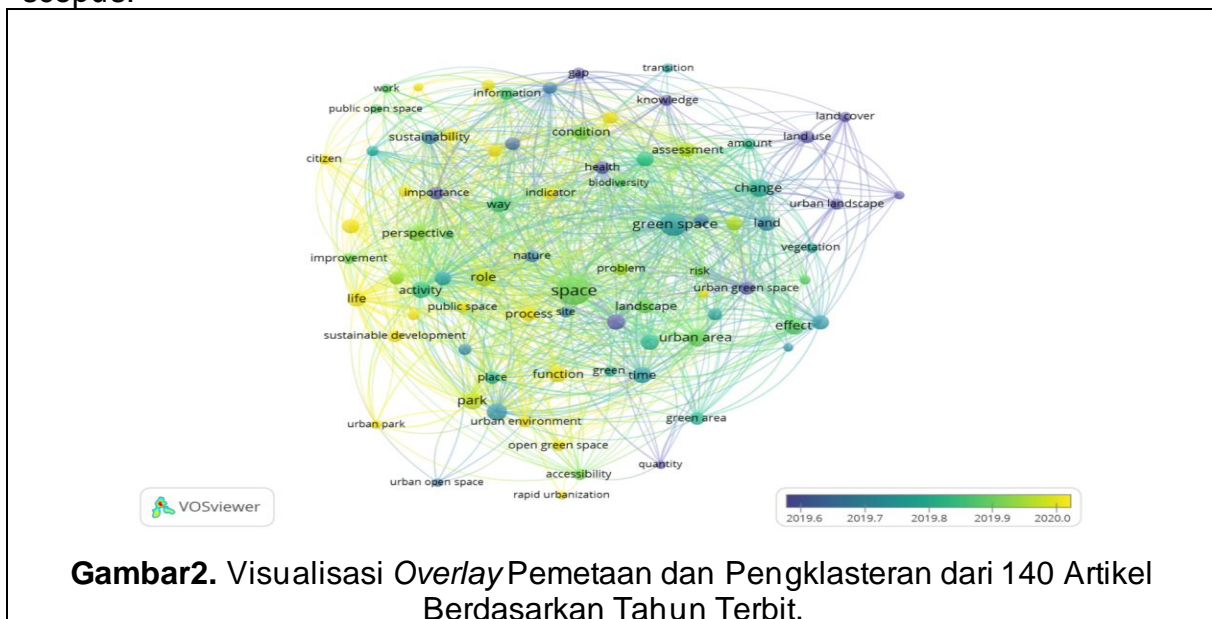 scopus.
gap
transition
work
information
knowledge
public open space
land cover
sustainability
condition
land use
assessment
amount
citizen
health
biodiversity
change
importance
indicator
way
urban landscape
green space
land
perspective
vegetation
improvement
nature
problem
risk
activity
role
urban green space
space
life
public space
process
site
landscape
effect
sustainable development
urban area
place
function
green
time
park
urban park
urban environment
green area
open green space
quantity
accessibility
urban open space
rapid urbanization
VOSviewer
2019.6 2019.7 2019.8 2019.9 2020.0
Gambar2. Visualisasi Overlay Pemetaan dan Pengklasteran dari 140 Artikel
Berdasarkan Tahun Terbit.